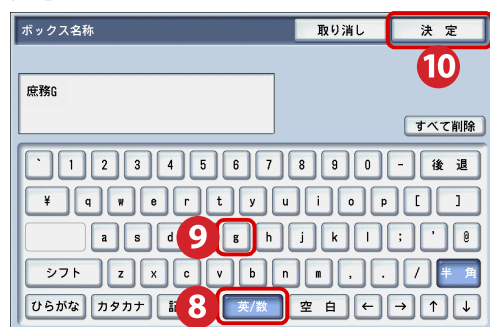 ボックス名称 取り消し 決 定
10
庶務G
すべて削除
` 1 2 3 4 5 6 7 8 9 0 - 後 退
¥ q w e r t y u i o p [ ]
a s d 9 g h j k l ; ' @
シフト z x c v b n m , . / 半 角
ひらがな カタカナ 8 英/数 空 白 ← → ↑ ↓